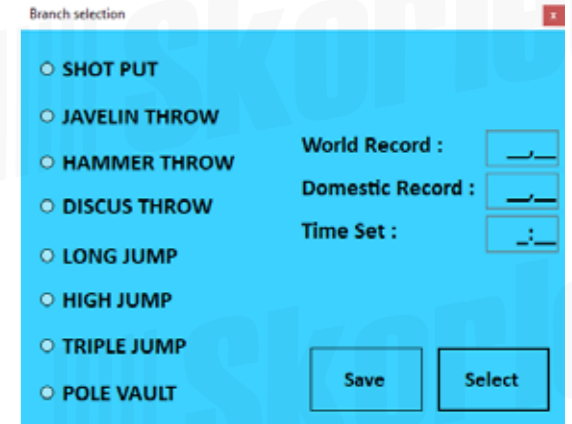 Branch selection
x
SHOT PUT
JAVELIN THROW
HAMMER THROW
DISCUS THROW
LONG JUMP
HIGH JUMP
TRIPLE JUMP
POLE VAULT
World Record : __,__
Domestic Record : __,__
Time Set : _:__
Save
Select